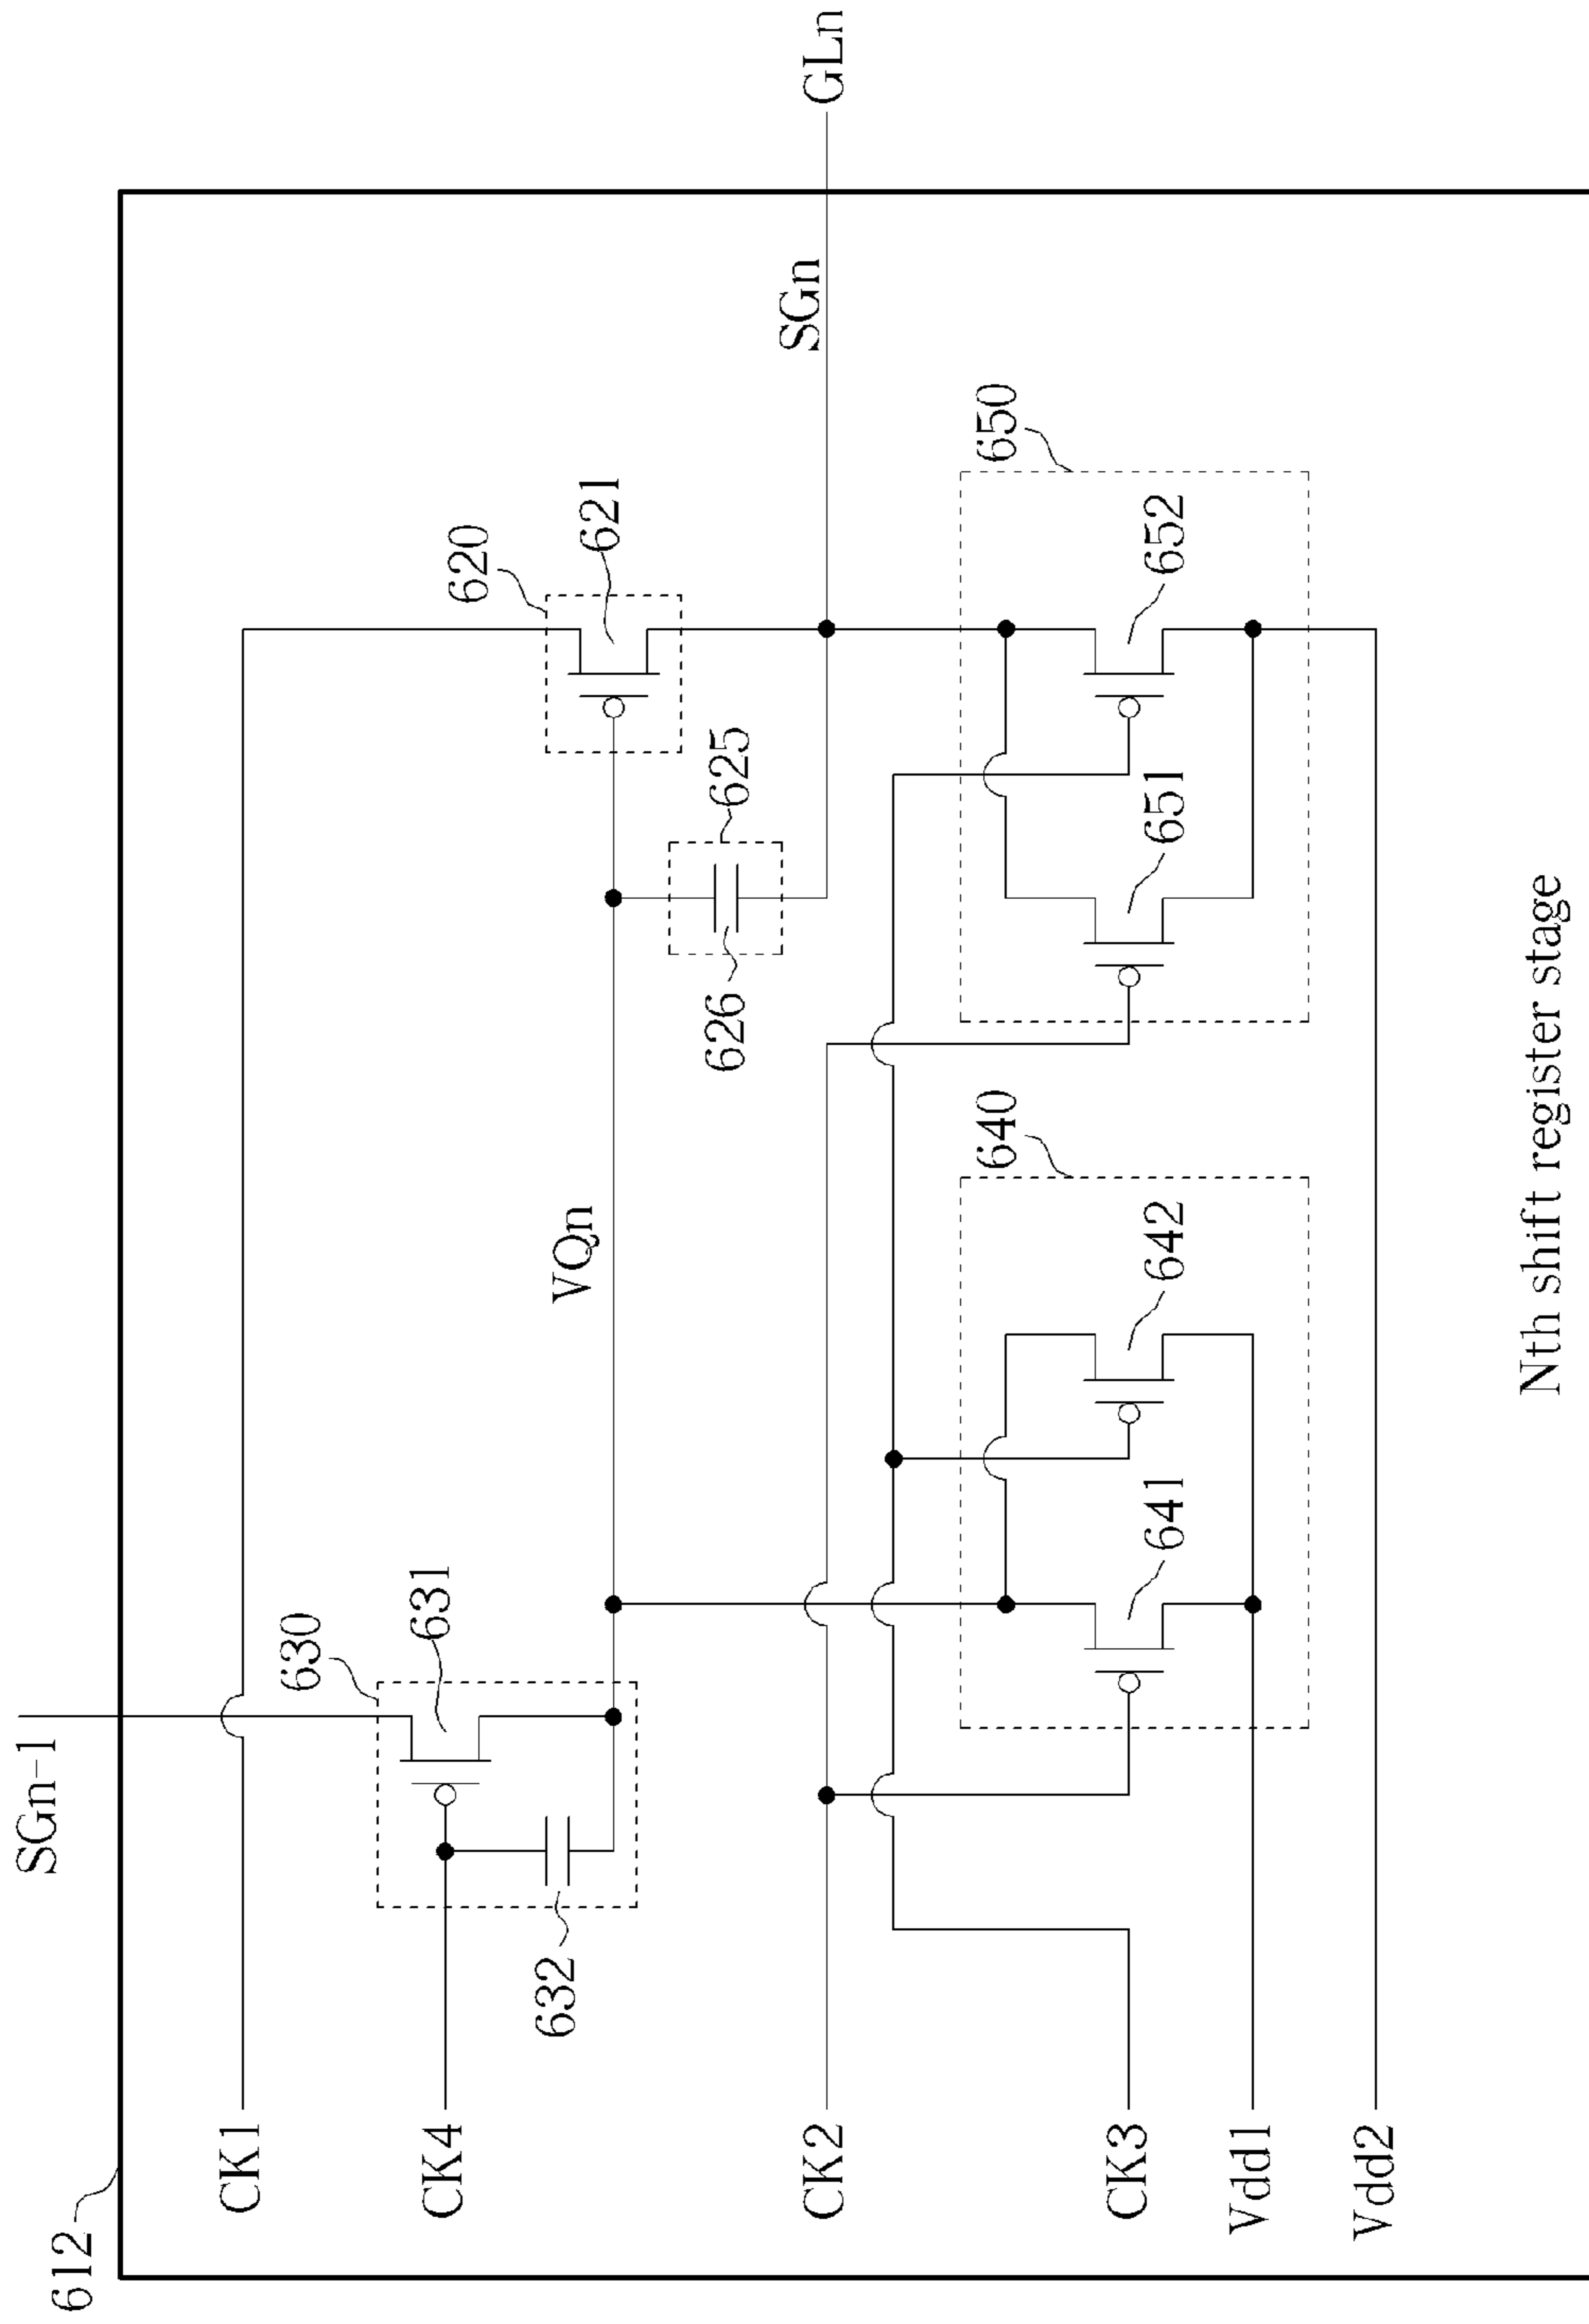 612
SGn-1
CK1
630
631
620
621
CK4
632
VQn
625
626
SGn
GLn
CK2
640
641
642
650
651
652
CK3
Vdd1
Vdd2
Nth shift register stage